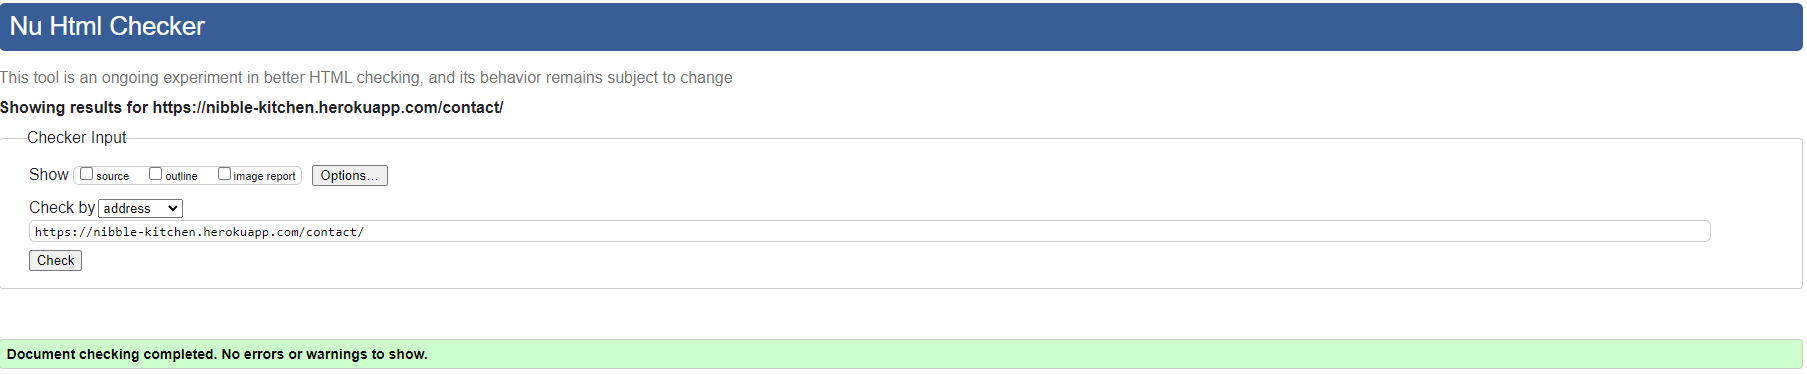 Nu Html Checker
This tool is an ongoing experiment in better HTML checking, and its behavior remains subject to change
Showing results for https://nibble-kitchen.herokuapp.com/contact/
Checker Input
Show source outline image report Options...
Check by address
https://nibble-kitchen.herokuapp.com/contact/
Check
Document checking completed. No errors or warnings to show.